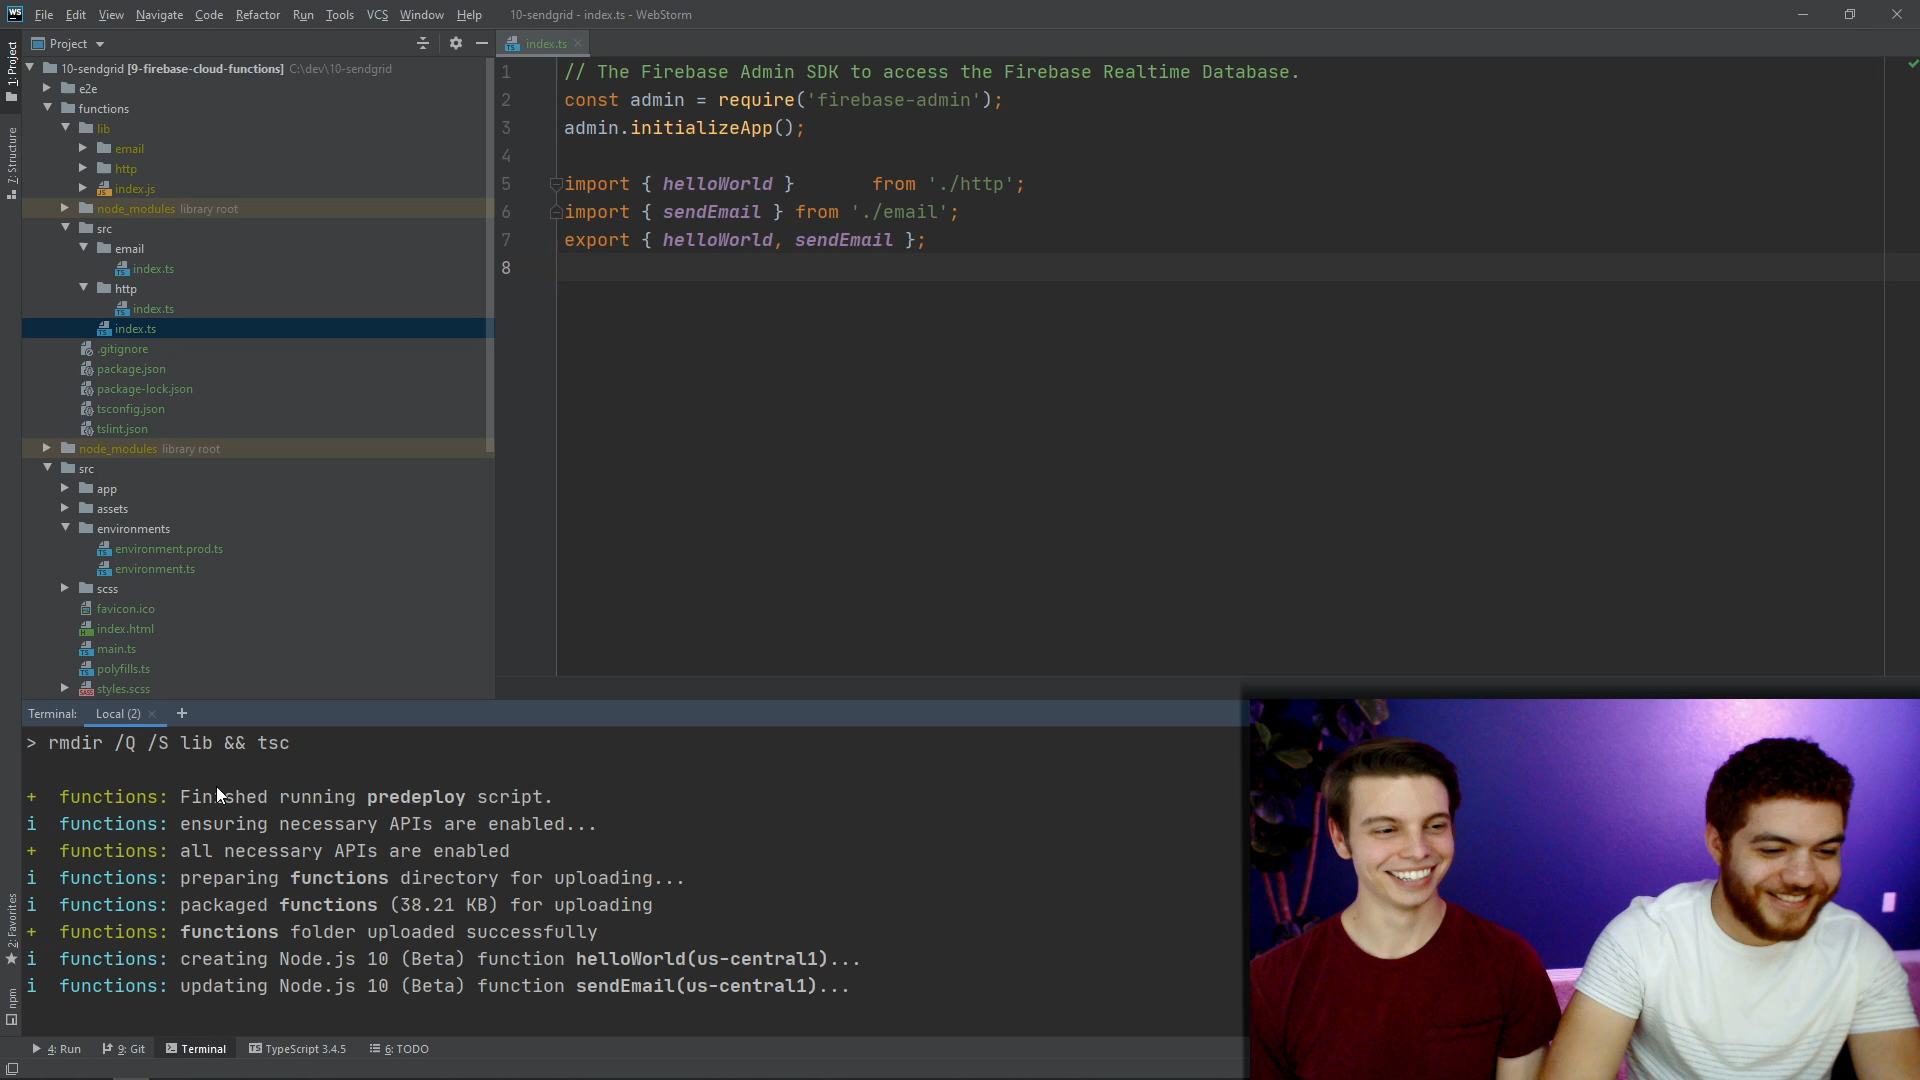 WS File Edit View Navigate Code Refactor Run Tools VCS Window Help 10-sendgrid - index.ts - WebStorm
Project
index.ts
1: Project
7: Structure
2: Favorites
npm
10-sendgrid [9-firebase-cloud-functions] C:\dev\10-sendgrid
e2e
functions
lib
email
http
index.js
node_modules library root
src
email
index.ts
http
index.ts
index.ts
.gitignore
package.json
package-lock.json
tsconfig.json
tslint.json
node_modules library root
src
app
assets
environments
environment.prod.ts
environment.ts
scss
favicon.ico
index.html
main.ts
polyfills.ts
styles.scss
1 // The Firebase Admin SDK to access the Firebase Realtime Database.
2 const admin = require('firebase-admin');
3 admin.initializeApp();
4
5 import { helloWorld } from './http';
6 import { sendEmail } from './email';
7 export { helloWorld, sendEmail };
8
Terminal: Local (2) +
> rmdir /Q /S lib && tsc
+ functions: Finished running predeploy script.
i functions: ensuring necessary APIs are enabled...
+ functions: all necessary APIs are enabled
i functions: preparing functions directory for uploading...
i functions: packaged functions (38.21 KB) for uploading
+ functions: functions folder uploaded successfully
i functions: creating Node.js 10 (Beta) function helloWorld(us-central1)...
i functions: updating Node.js 10 (Beta) function sendEmail(us-central1)...
4: Run 9: Git Terminal TypeScript 3.4.5 6: TODO